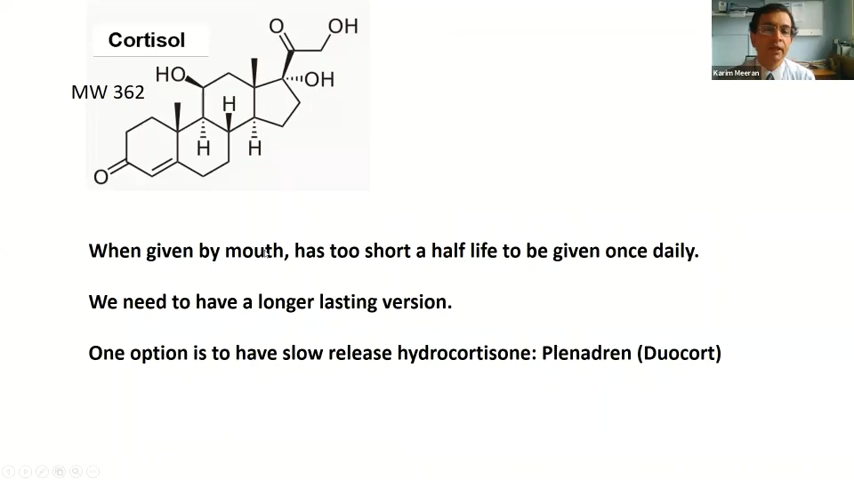 Cortisol
MW 362
O
OH
HO
OH
H
H
H
O
Karim Meeran
When given by mouth, has too short a half life to be given once daily.
We need to have a longer lasting version.
One option is to have slow release hydrocortisone: Plenadren (Duocort)